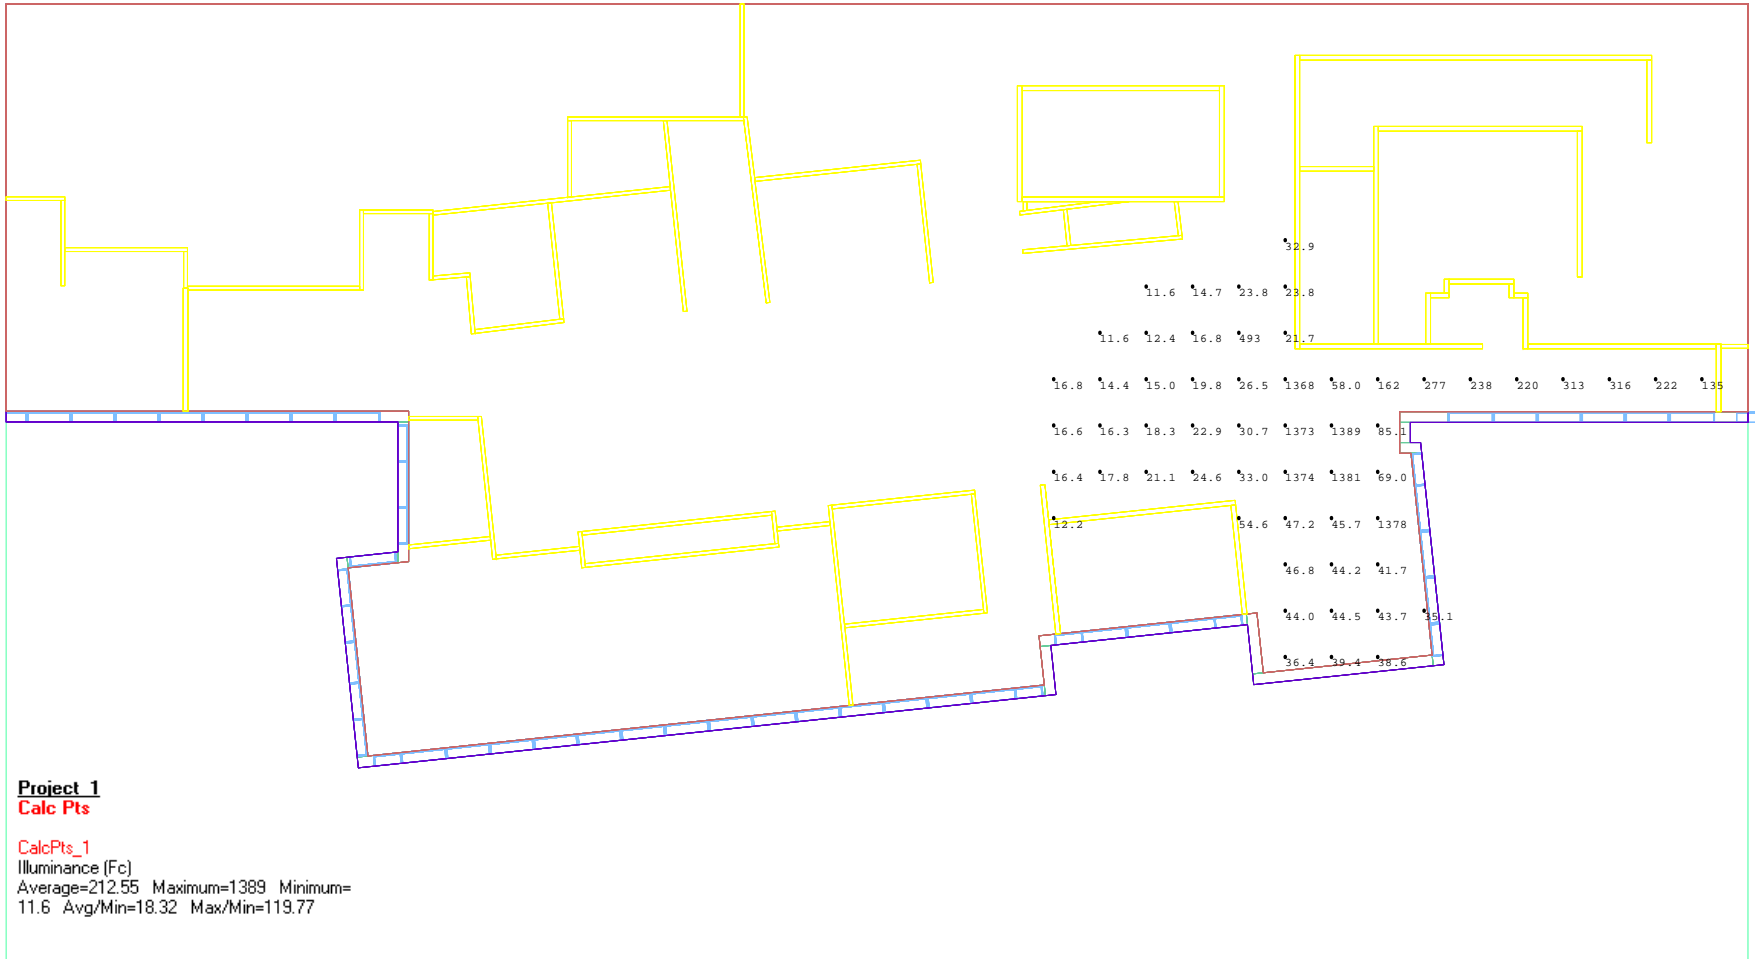 32.9
11.6 14.7 23.8 23.8
11.6 12.4 16.8 493 21.7
16.8 14.4 15.0 19.8 26.5 1368 58.0 162 277 238 220 313 316 222 135
16.6 16.3 18.3 22.9 30.7 1373 1389 85.1
16.4 17.8 21.1 24.6 33.0 1374 1381 69.0
12.2 54.6 47.2 45.7 1378
46.8 44.2 41.7
44.0 44.5 43.7 35.1
36.4 39.4 38.6
Project_1
Calc Pts
CalcPts_1
Illuminance (Fc)
Average=212.55 Maximum=1389 Minimum=
11.6 Avg/Min=18.32 Max/Min=119.77